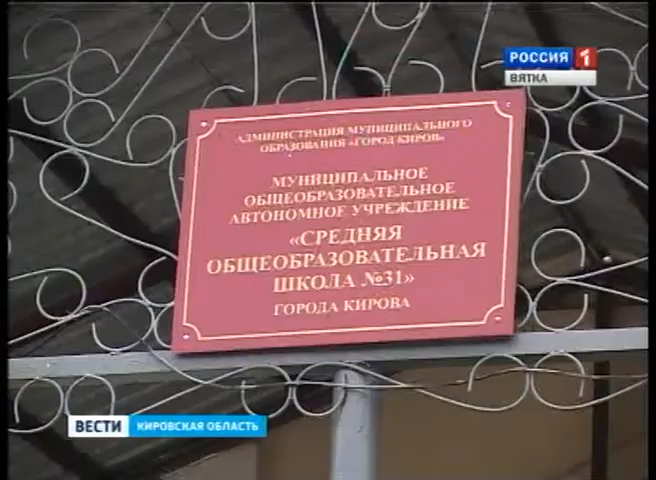 РОССИЯ 1
ВЯТКА
АДМИНИСТРАЦИЯ МУНИЦИПАЛЬНОГО
ОБРАЗОВАНИЯ «ГОРОД КИРОВ»
МУНИЦИПАЛЬНОЕ
ОБЩЕОБРАЗОВАТЕЛЬНОЕ
АВТОНОМНОЕ УЧРЕЖДЕНИЕ
«СРЕДНЯЯ
ОБЩЕОБРАЗОВАТЕЛЬНАЯ
ШКОЛА №31»
ГОРОДА КИРОВА
ВЕСТИ КИРОВСКАЯ ОБЛАСТЬ